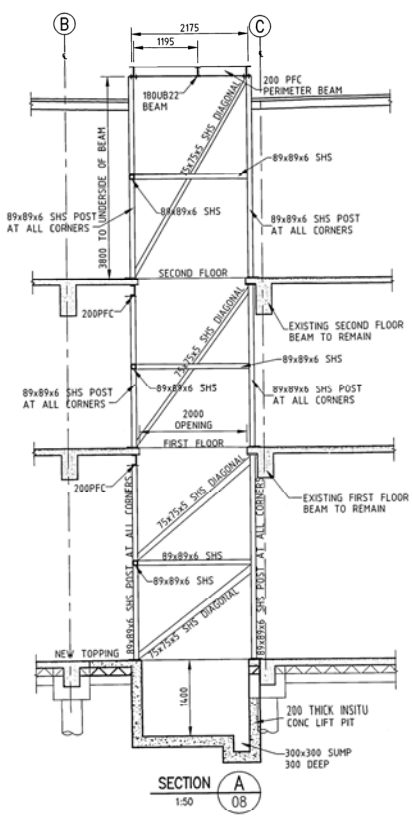 B
C
2175
1195
200 PFC
PERIMETER BEAM
180UB22
BEAM
75x75x5 SHS DIAGONAL
89x89x6 SHS
3800 TO UNDERSIDE OF BEAM
89x89x6 SHS
89x89x6 SHS POST
AT ALL CORNERS
89x89x6 SHS POST
AT ALL CORNERS
SECOND FLOOR
200PFC
75x75x5 SHS DIAGONAL
EXISTING SECOND FLOOR
BEAM TO REMAIN
89x89x6 SHS
89x89x6 SHS
89x89x6 SHS POST
AT ALL CORNERS
89x89x6 SHS POST
AT ALL CORNERS
2000
OPENING
FIRST FLOOR
200PFC
75x75x5 SHS DIAGONAL
EXISTING FIRST FLOOR
BEAM TO REMAIN
89x89x6 SHS POST AT ALL CORNERS
89x89x6 SHS
89x89x6 SHS
75x75x5 SHS DIAGONAL
89x89x6 SHS POST AT ALL CORNERS
NEW TOPPING
1400
200 THICK INSITU
CONC LIFT PIT
300x300 SUMP
300 DEEP
SECTION
1:50
A
08